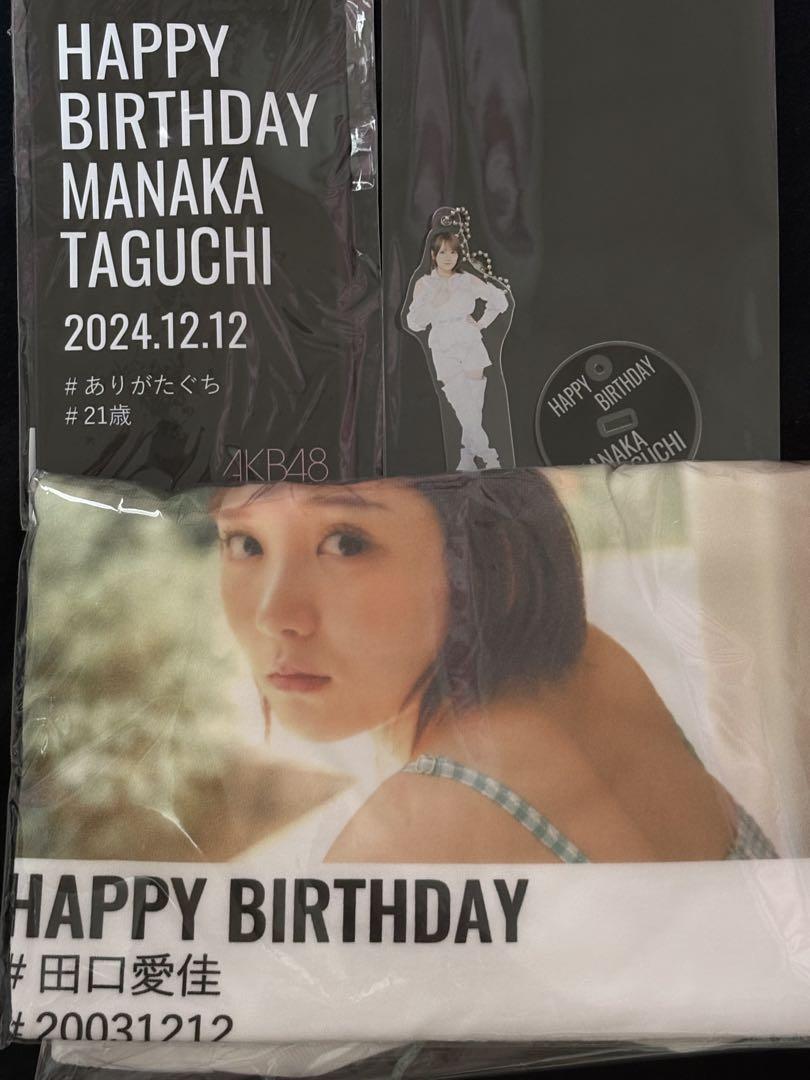 HAPPY
BIRTHDAY
MANAKA
TAGUCHI
2024.12.12
#ありがたぐち
#21歳
AKB48
HAPPY BIRTHDAY
MANAKA
TAGUCHI
HAPPY BIRTHDAY
#田口愛佳
#20031212